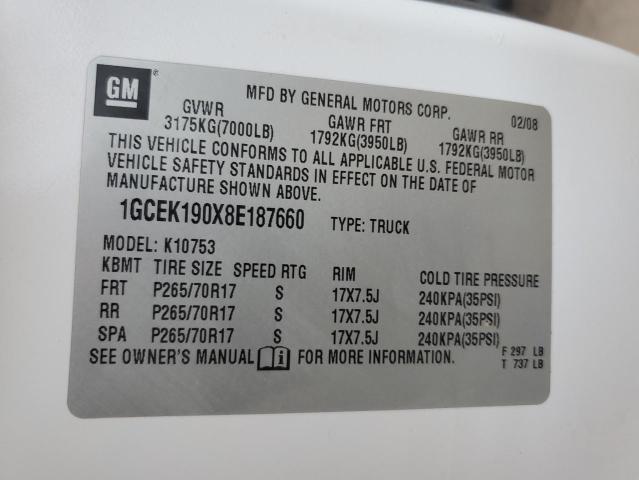 GM ®
MFD BY GENERAL MOTORS CORP. 02/08
GVWR GAWR FRT GAWR RR
3175KG(7000LB) 1792KG(3950LB) 1792KG(3950LB)
THIS VEHICLE CONFORMS TO ALL APPLICABLE U.S. FEDERAL MOTOR
VEHICLE SAFETY STANDARDS IN EFFECT ON THE DATE OF
MANUFACTURE SHOWN ABOVE.
1GCEK190X8E187660 TYPE: TRUCK
MODEL: K10753
KBMT TIRE SIZE SPEED RTG RIM COLD TIRE PRESSURE
FRT P265/70R17 S 17X7.5J 240KPA(35PSI)
RR P265/70R17 S 17X7.5J 240KPA(35PSI)
SPA P265/70R17 S 17X7.5J 240KPA(35PSI)
SEE OWNER'S MANUAL i FOR MORE INFORMATION.
F 297 LB
T 737 LB